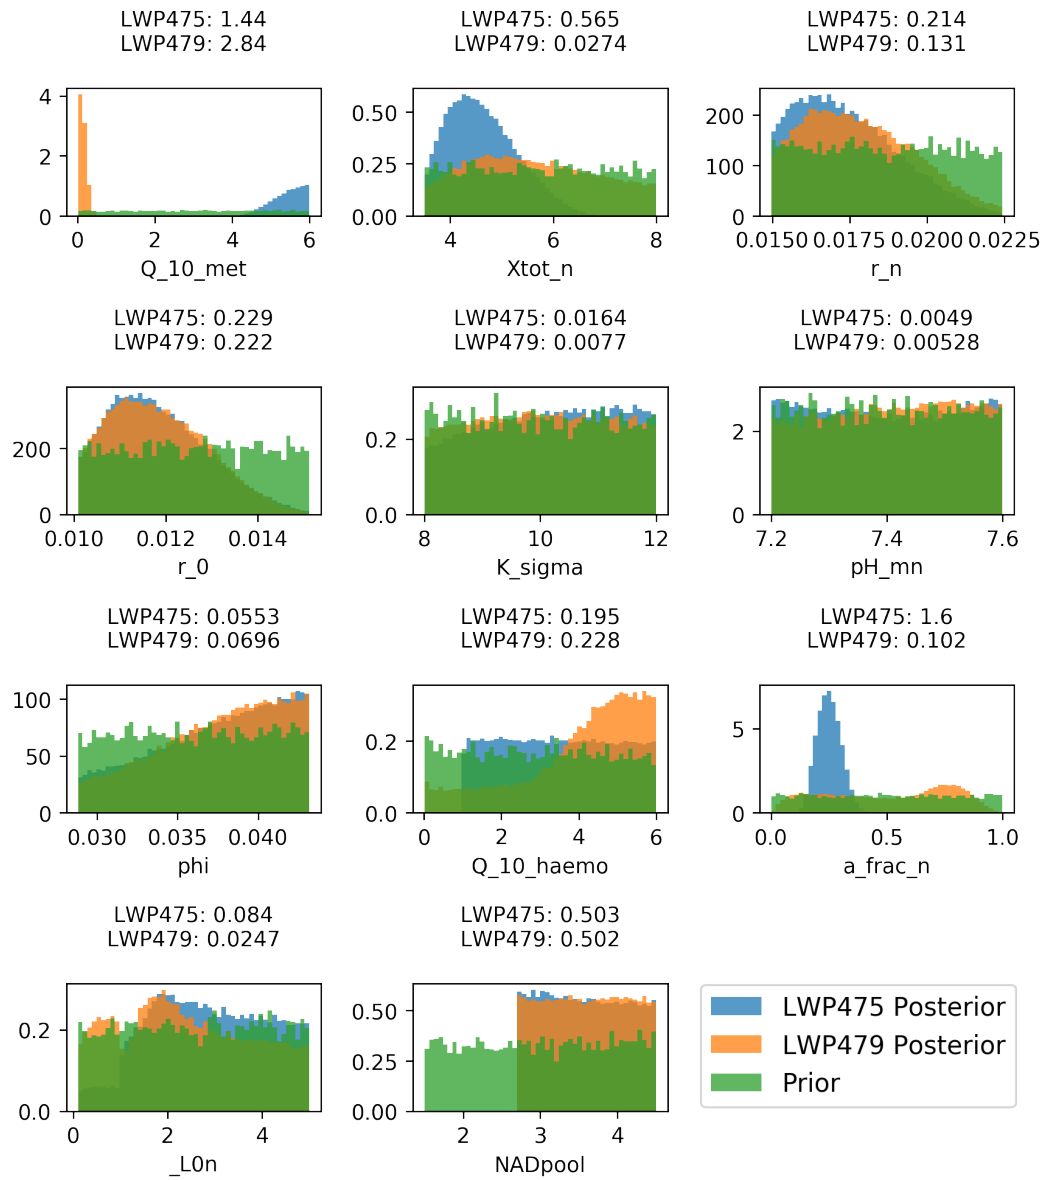 LWP475: 1.44
LWP479: 2.84
LWP475: 0.565
LWP479: 0.0274
LWP475: 0.214
LWP479: 0.131
4
2
0
0 2 4 6
Q_10_met
0.50
0.25
0.00
4 6 8
Xtot_n
200
100
0
0.0150 0.0175 0.0200 0.0225
r_n
LWP475: 0.229
LWP479: 0.222
LWP475: 0.0164
LWP479: 0.0077
LWP475: 0.0049
LWP479: 0.00528
200
0
0.010 0.012 0.014
r_0
0.2
0.0
8 10 12
K_sigma
2
0
7.2 7.4 7.6
pH_mn
LWP475: 0.0553
LWP479: 0.0696
LWP475: 0.195
LWP479: 0.228
LWP475: 1.6
LWP479: 0.102
100
50
0
0.030 0.035 0.040
phi
0.2
0.0
0 2 4 6
Q_10_haemo
5
0
0.0 0.5 1.0
a_frac_n
LWP475: 0.084
LWP479: 0.0247
LWP475: 0.503
LWP479: 0.502
0.2
0.0
0 2 4
_L0n
0.50
0.25
0.00
2 3 4
NADpool
LWP475 Posterior
LWP479 Posterior
Prior